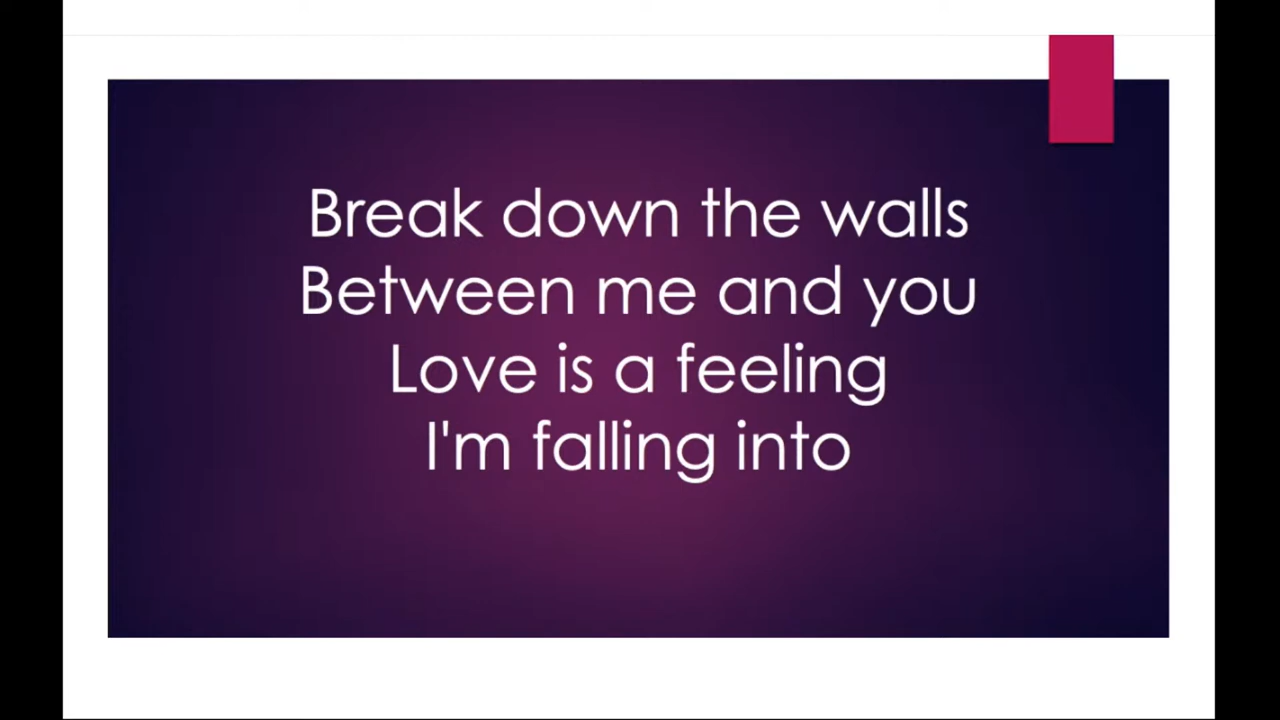 Break down the walls
Between me and you
Love is a feeling
I'm falling into